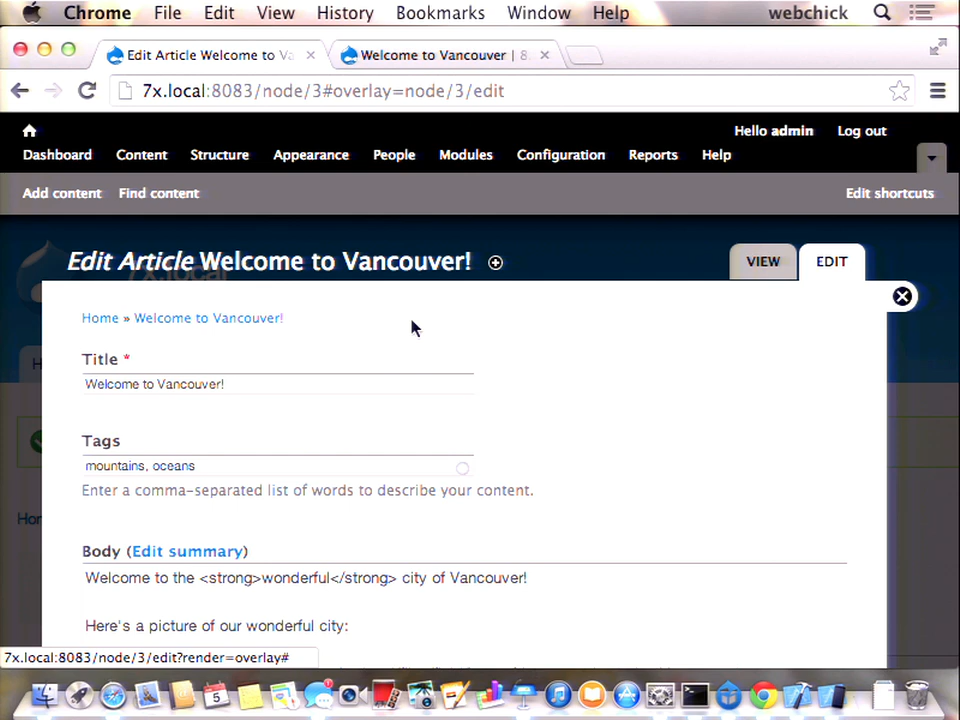 Chrome File Edit View History Bookmarks Window Help webchick
Edit Article Welcome to Va
Welcome to Vancouver | 8.
7x.local:8083/node/3#overlay=node/3/edit
Hello admin Log out
Dashboard Content Structure Appearance People Modules Configuration Reports Help
Add content Find content Edit shortcuts
7x.local
Edit Article Welcome to Vancouver!
VIEW EDIT
Home » Welcome to Vancouver!
Title *
Welcome to Vancouver!
Tags
mountains, oceans
Enter a comma-separated list of words to describe your content.
Body (Edit summary)
Welcome to the <strong>wonderful</strong> city of Vancouver!
Here's a picture of our wonderful city:
7x.local:8083/node/3/edit?render=overlay#
5